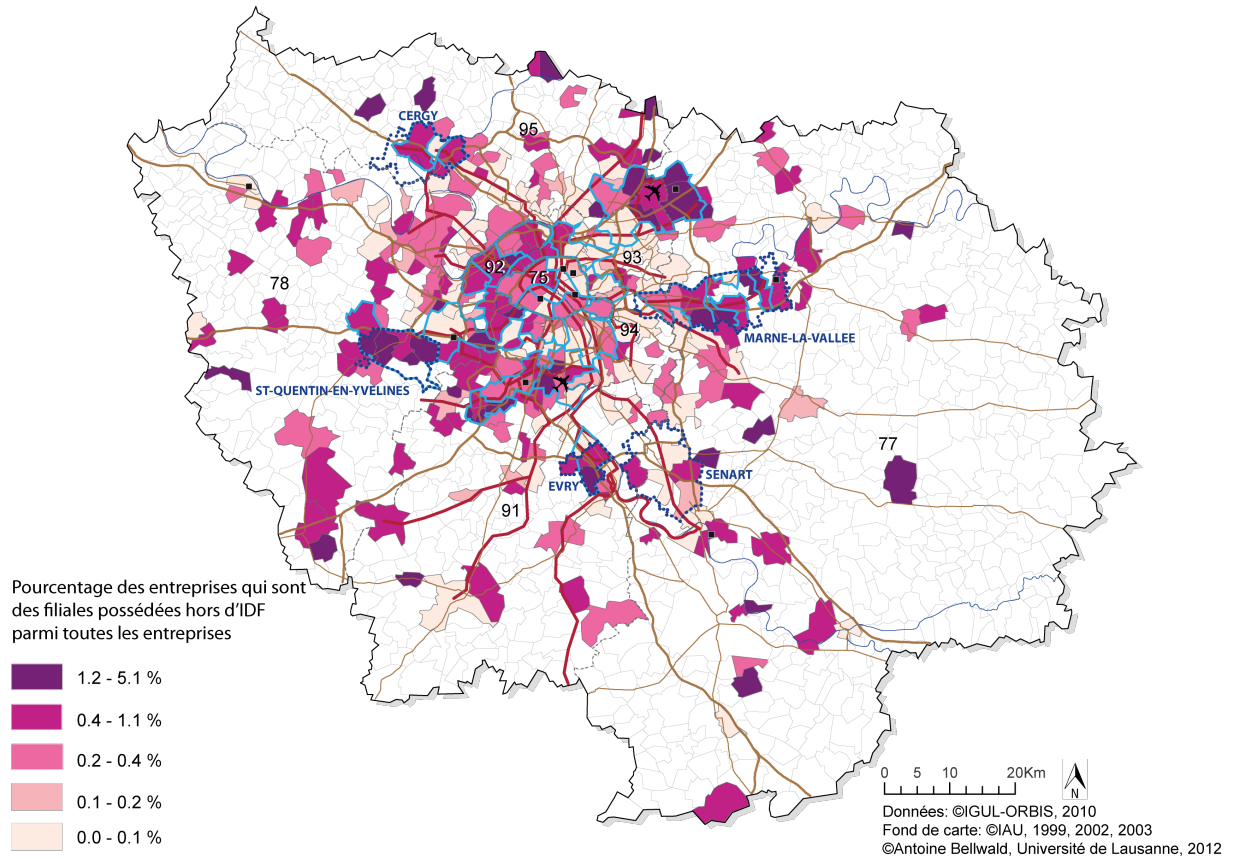 CERGY
95
93
92
75
78
94
MARNE-LA-VALLEE
ST-QUENTIN-EN-YVELINES
77
SENART
EVRY
91
Pourcentage des entreprises qui sont
des filiales possédées hors d'IDF
parmi toutes les entreprises
1.2 - 5.1 %
0.4 - 1.1 %
0.2 - 0.4 %
0.1 - 0.2 %
0.0 - 0.1 %
0 5 10 20Km
N
Données: ©IGUL-ORBIS, 2010
Fond de carte: ©IAU, 1999, 2002, 2003
©Antoine Bellwald, Université de Lausanne, 2012